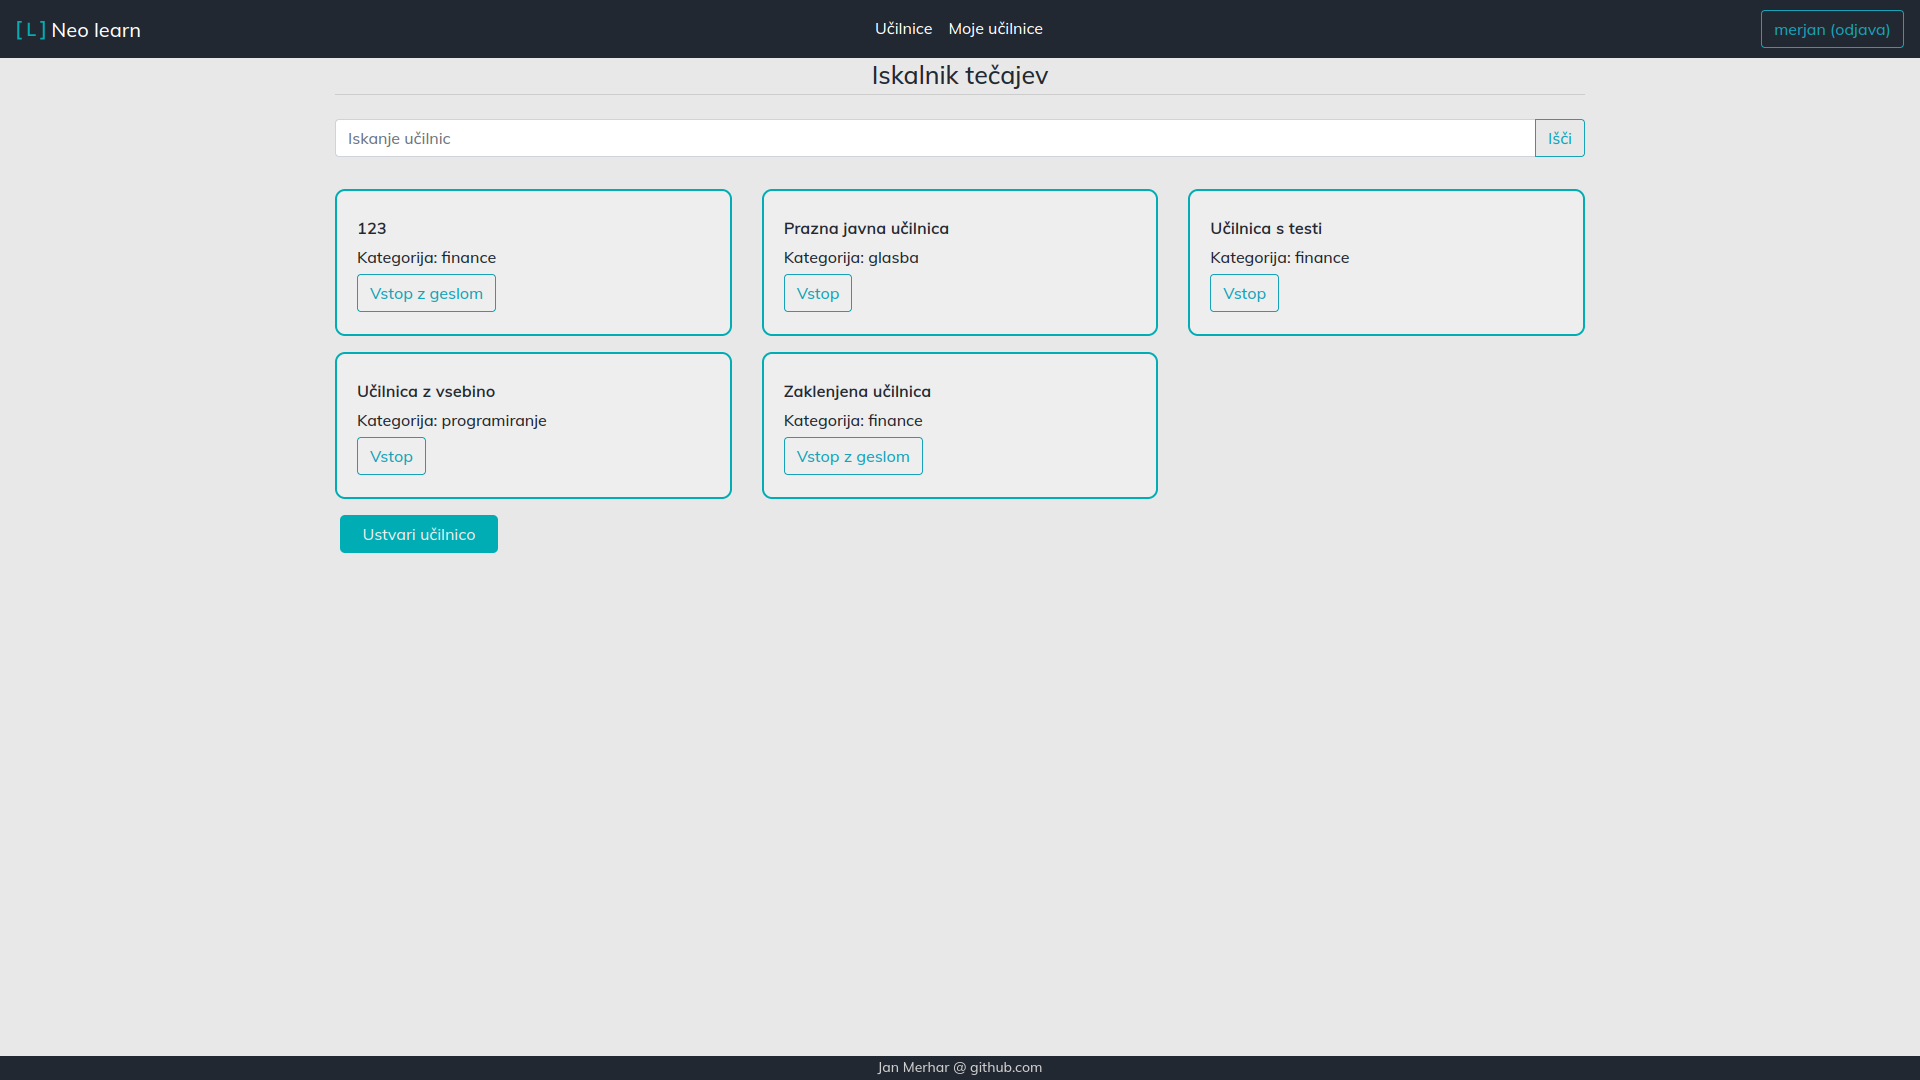 [L] Neo learn
Učilnice Moje učilnice
merjan (odjava)
Iskalnik tečajev
Iskanje učilnic
Išči
123
Kategorija: finance
Vstop z geslom
Prazna javna učilnica
Kategorija: glasba
Vstop
Učilnica s testi
Kategorija: finance
Vstop
Učilnica z vsebino
Kategorija: programiranje
Vstop
Zaklenjena učilnica
Kategorija: finance
Vstop z geslom
Ustvari učilnico
Jan Merhar @ github.com